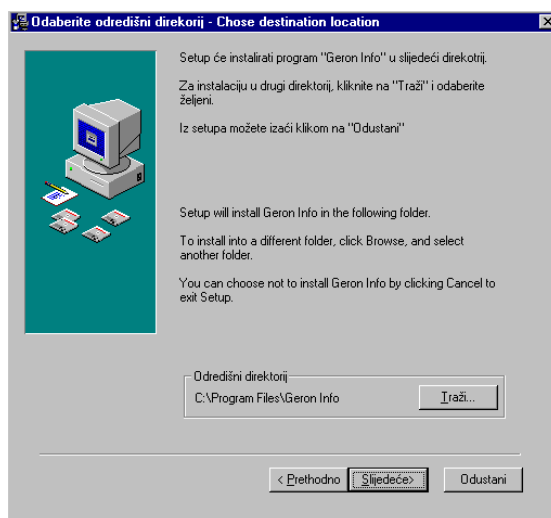 Odaberite odredišni direkorij - Chose destination location
Setup će instalirati program "Geron Info" u slijedeći direkotrij.
Za instalaciju u drugi direktorij, kliknite na "Traži" i odaberite
željeni.
Iz setupa možete izaći klikom na "Odustani"
Setup will install Geron Info in the following folder.
To install into a different folder, click Browse, and select
another folder.
You can choose not to install Geron Info by clicking Cancel to
exit Setup.
Odredišni direktorij
C:\Program Files\Geron Info
Traži...
< Prethodno
Slijedeće>
Odustani